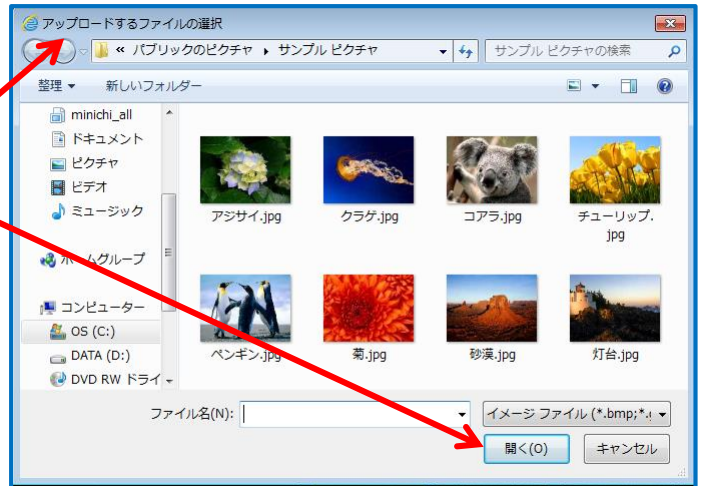 アップロードするファイルの選択
« パブリックのピクチャ ▸ サンプル ピクチャ
サンプル ピクチャの検索
整理 ▼ 新しいフォルダー
minichi_all
ドキュメント
ピクチャ
ビデオ
ミュージック
ホームグループ
コンピューター
OS (C:)
DATA (D:)
DVD RW ドライ
アジサイ.jpg
クラゲ.jpg
コアラ.jpg
チューリップ.
jpg
ペンギン.jpg
菊.jpg
砂漠.jpg
灯台.jpg
ファイル名(N):
イメージ ファイル (*.bmp;*.
開く(O)
キャンセル